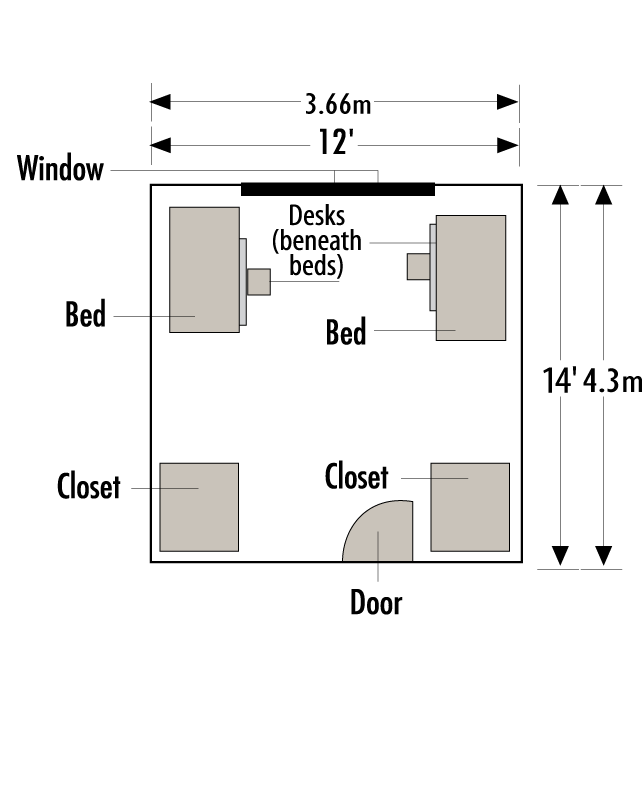 3.66m
12'
Window
Desks
(beneath
beds)
Bed
Bed
14' 4.3m
Closet
Closet
Door